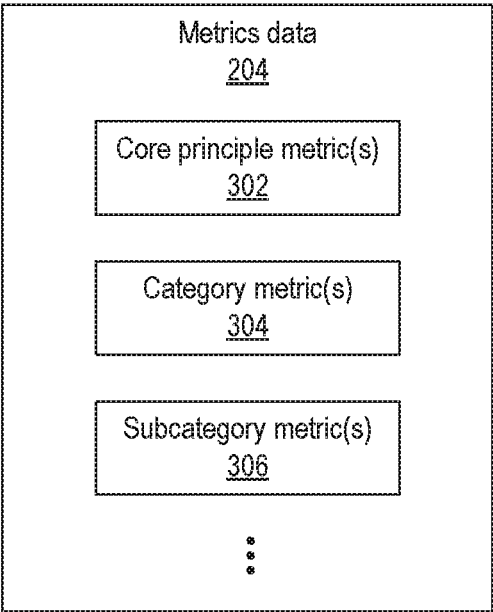 Metrics data
204
Core principle metric(s)
302
Category metric(s)
304
Subcategory metric(s)
306